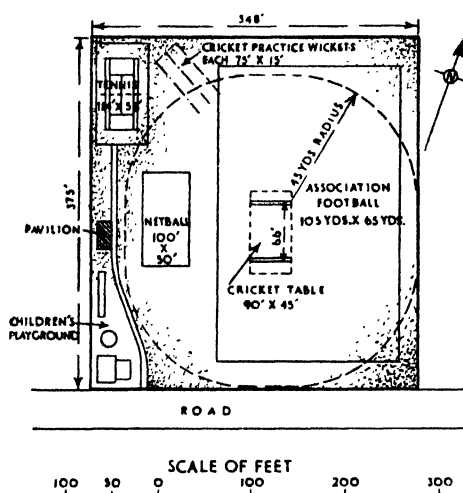 348'
CRICKET PRACTICE WICKETS
EACH 75' X 15'
TENNIS
N
375'
45 YDS. RADIUS
ASSOCIATION
FOOTBALL
105 YDS. X 65 YDS.
NETBALL
100'
X
50'
66'
PAVILION
CRICKET TABLE
90' X 45'
CHILDREN'S
PLAYGROUND
ROAD
SCALE OF FEET
100 50 0 100 200 300